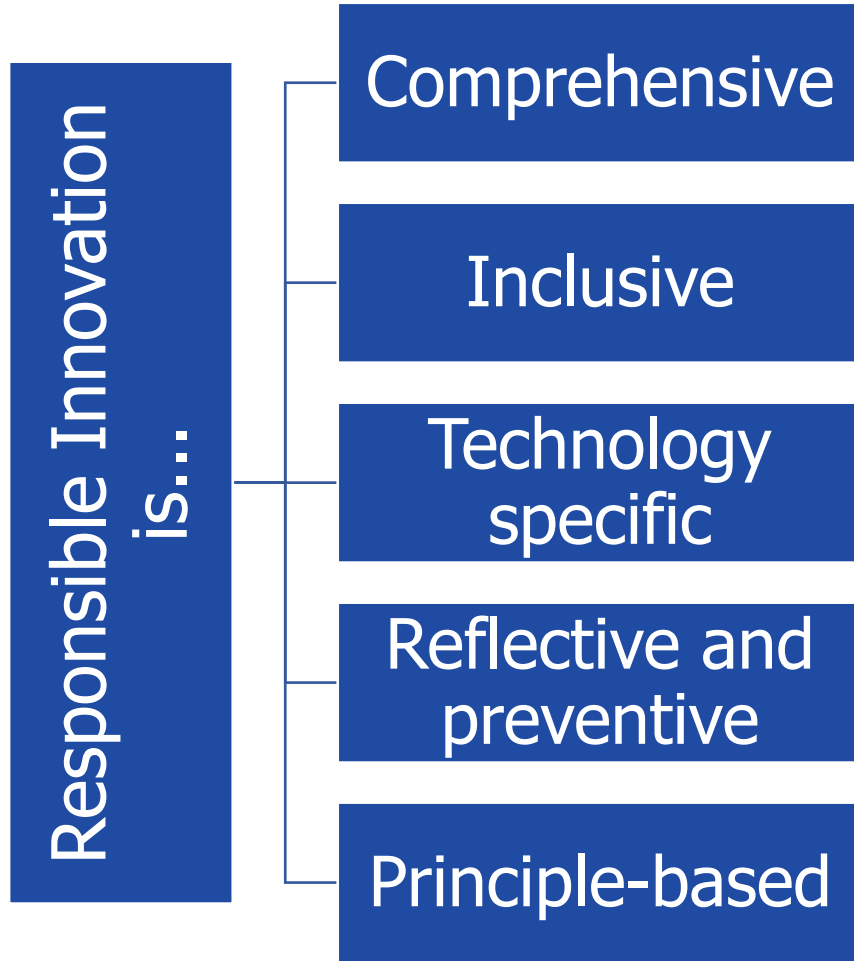 Responsible Innovation
is...
Comprehensive
Inclusive
Technology
specific
Reflective and
preventive
Principle-based